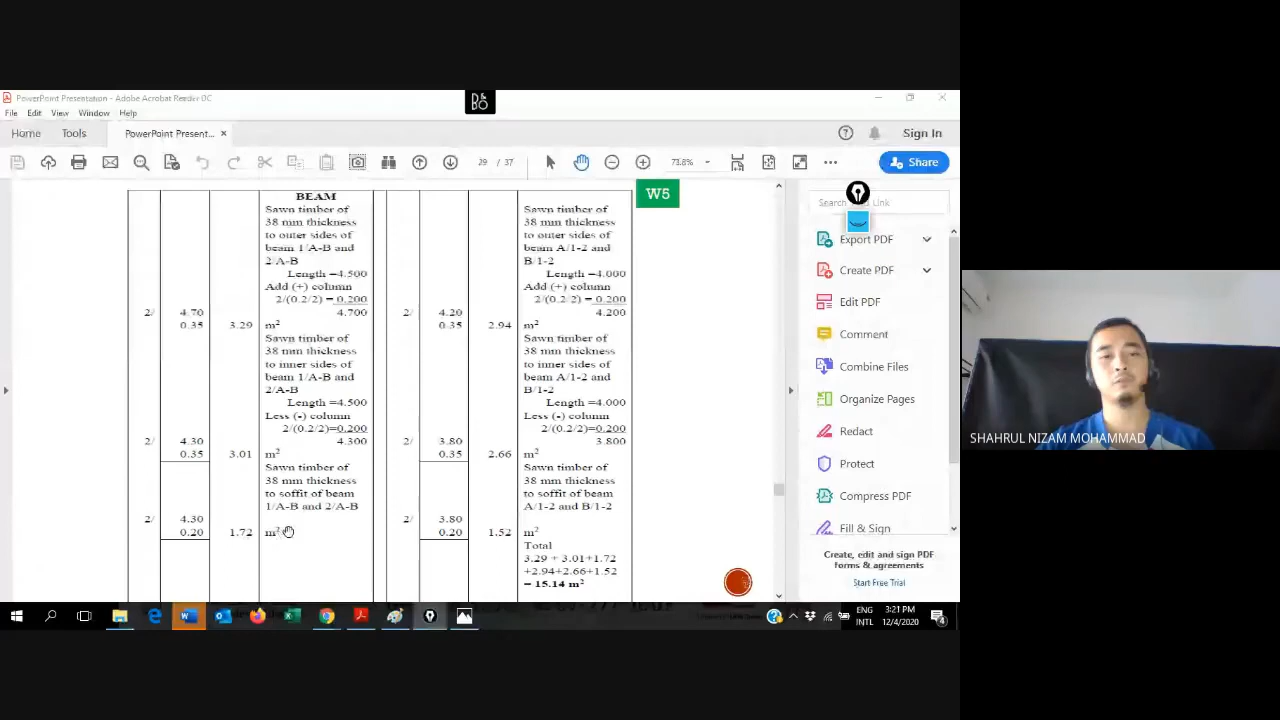 PowerPoint Presentation - Adobe Acrobat Reader DC
B&O
File Edit View Window Help
Home Tools PowerPoint Present... × Sign In
29 / 37 73.8% Share
W5
BEAM
Sawn timber of
38 mm thickness
to outer sides of
beam 1/A-B and
2/A-B
Length =4.500
Add (+) column
2/(0.2/2) = 0.200
2/ 4.70 4.700
0.35 3.29 m²
Sawn timber of
38 mm thickness
to inner sides of
beam 1/A-B and
2/A-B
Length =4.500
Less (-) column
2/(0.2/2)=0.200
2/ 4.30 4.300
0.35 3.01 m²
Sawn timber of
38 mm thickness
to soffit of beam
1/A-B and 2/A-B
2/ 4.30
0.20 1.72 m²
Sawn timber of
38 mm thickness
to outer sides of
beam A/1-2 and
B/1-2
Length =4.000
Add (+) column
2/(0.2/2) = 0.200
2/ 4.20 4.200
0.35 2.94 m²
Sawn timber of
38 mm thickness
to inner sides of
beam A/1-2 and
B/1-2
Length =4.000
Less (-) column
2/(0.2/2)=0.200
2/ 3.80 3.800
0.35 2.66 m²
Sawn timber of
38 mm thickness
to soffit of beam
A/1-2 and B/1-2
2/ 3.80
0.20 1.52 m²
Total
3.29 + 3.01+1.72
+2.94+2.66+1.52
= 15.14 m²
Search Link
Export PDF
Create PDF
Edit PDF
Comment
Combine Files
Organize Pages
Redact
Protect
Compress PDF
Fill & Sign
Create, edit and sign PDF
forms & agreements
Start Free Trial
SHAHRUL NIZAM MOHAMMAD
ENG 3:21 PM
INTL 12/4/2020 4